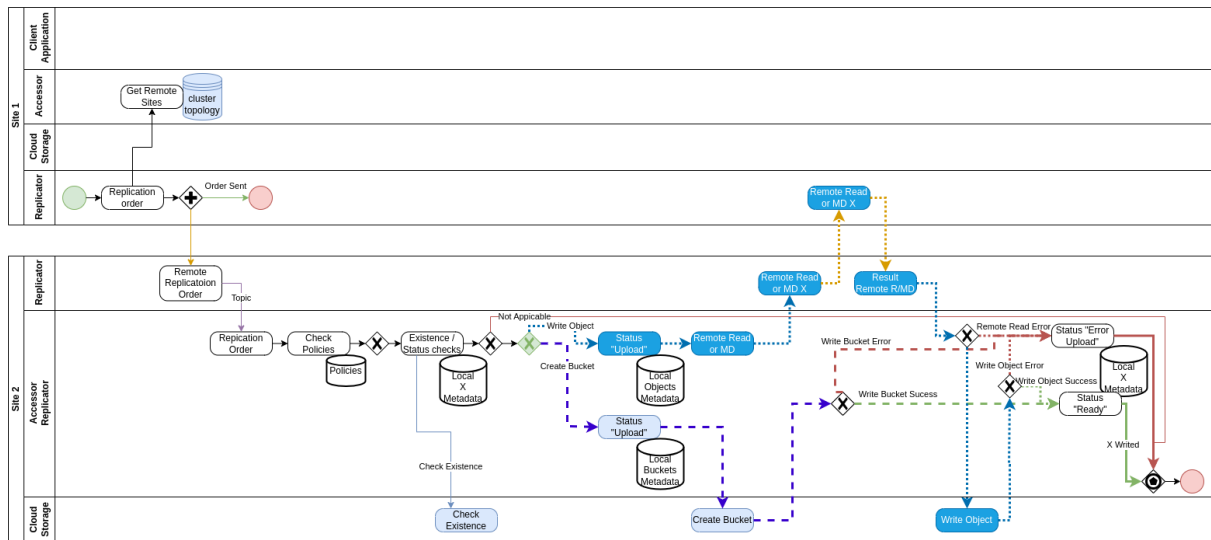 Site 1
Client
Application
Accessor
Cloud
Storage
Replicator
Get Remote
Sites
cluster
topology
Replication
order
Order Sent
Remote Read
or MD X
Site 2
Replicator
Accessor
Replicator
Cloud
Storage
Remote
Replicatoion
Order
Topic
Remote Read
or MD X
Result
Remote R/MD
Repication
Order
Check
Policies
Policies
Existence /
Status checks
Local
X
Metadata
Not Appicable
Write Object
Create Bucket
Status
"Upload"
Local
Objects
Metadata
Remote Read
or MD
Status
"Upload"
Local
Buckets
Metadata
Check Existence
Check
Existence
Create Bucket
Write Bucket Error
Write Bucket Sucess
Remote Read Error
Write Object Error
Write Object Success
Status "Error
Upload"
Local
X
Metadata
Status
"Ready"
X Writed
Write Object